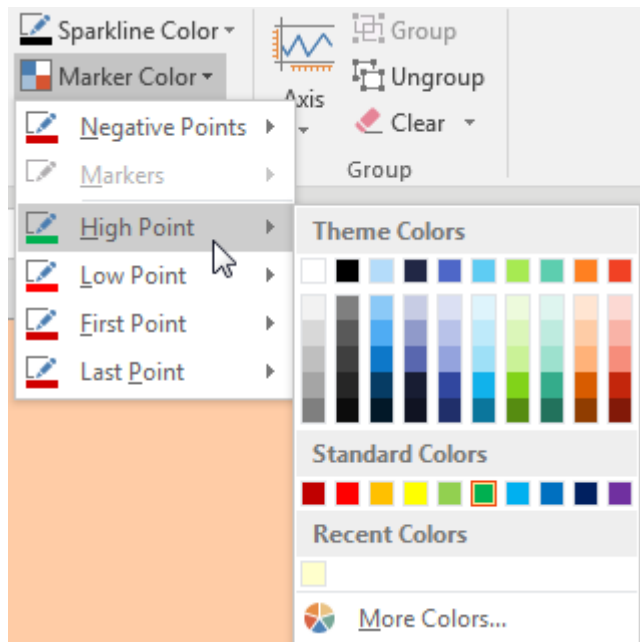 Sparkline Color
Marker Color
Axis
Group
Ungroup
Clear
Group
Negative Points
Markers
High Point
Low Point
First Point
Last Point
Theme Colors
Standard Colors
Recent Colors
More Colors...